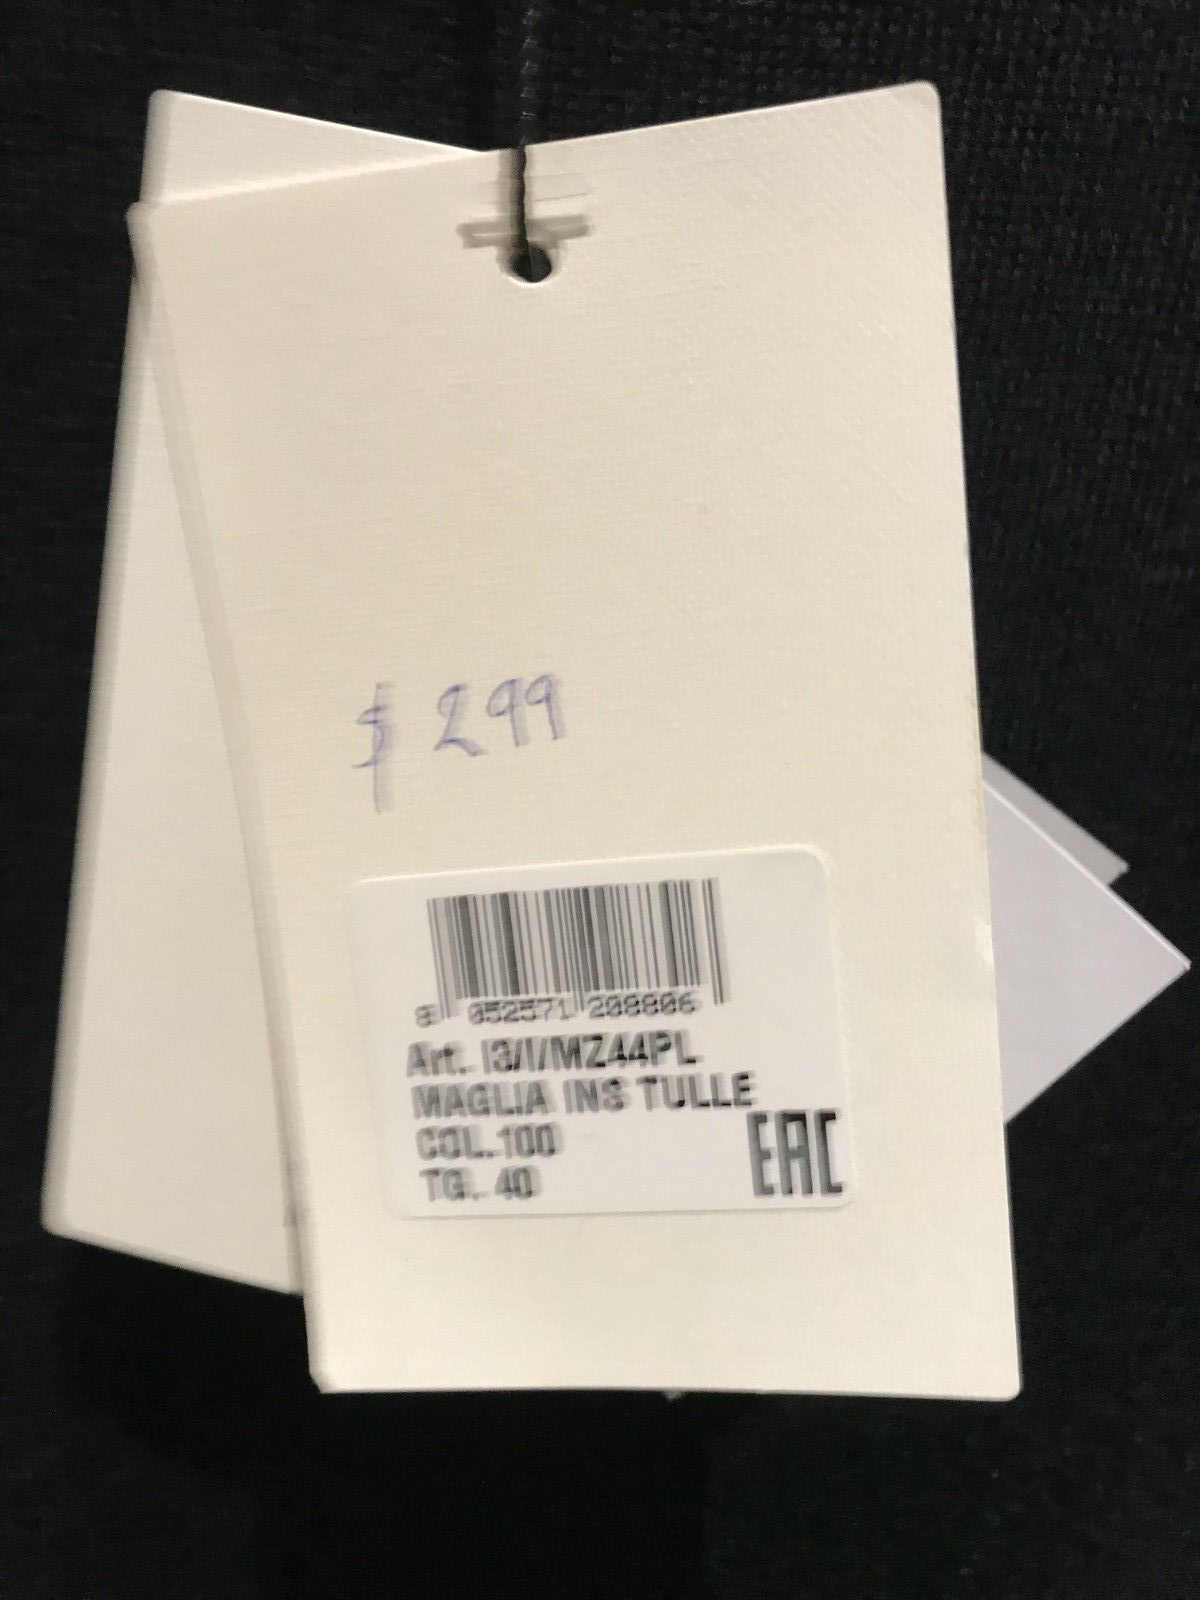 $ 299
8 052571 208806
Art. I3/I/MZ44PL
MAGLIA INS TULLE
COL. 100
TG. 40
EAC